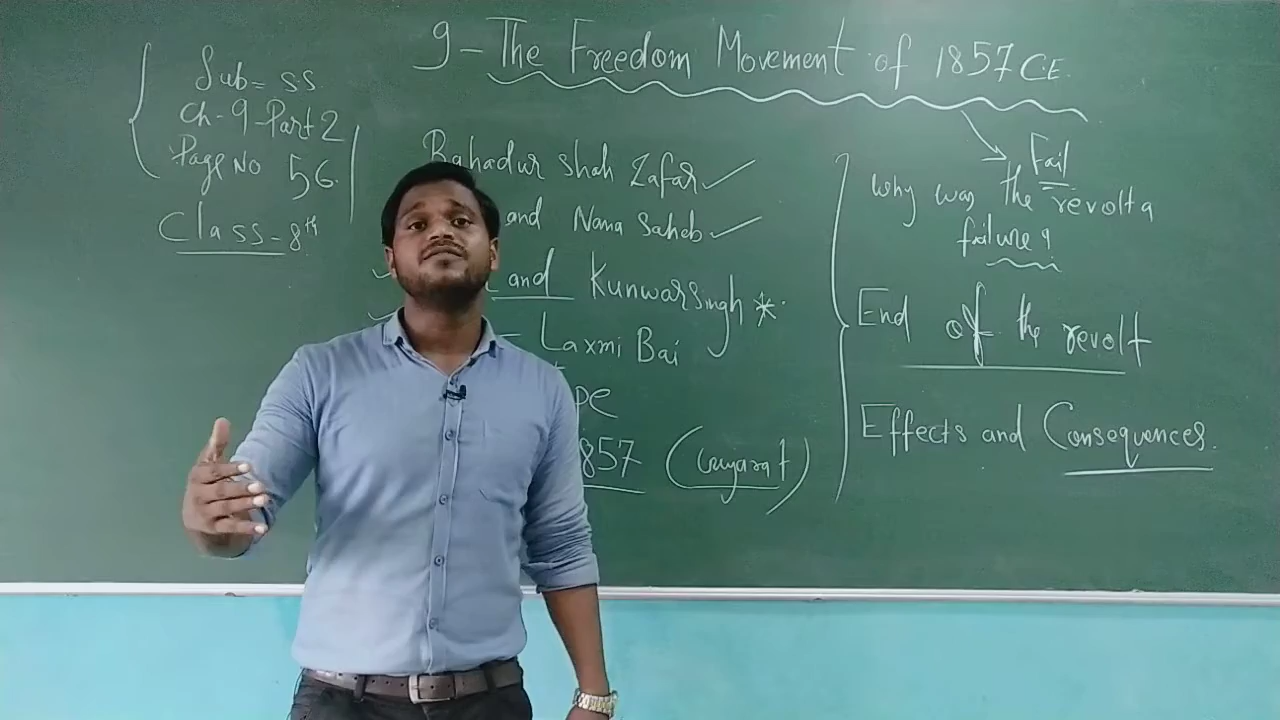 9-The Freedom Movement of 1857 C.E.
Sub= SS
Ch-9-Part 2
Page No 56.
Class-8th
Bahadur Shah Zafar ✓
and Nana Saheb ✓
and Kunwar Singh *
- Laxmi Bai
pe
857 (Gujarat)
Fail
why was the revolt a
failure?
End of the revolt
Effects and Consequences.